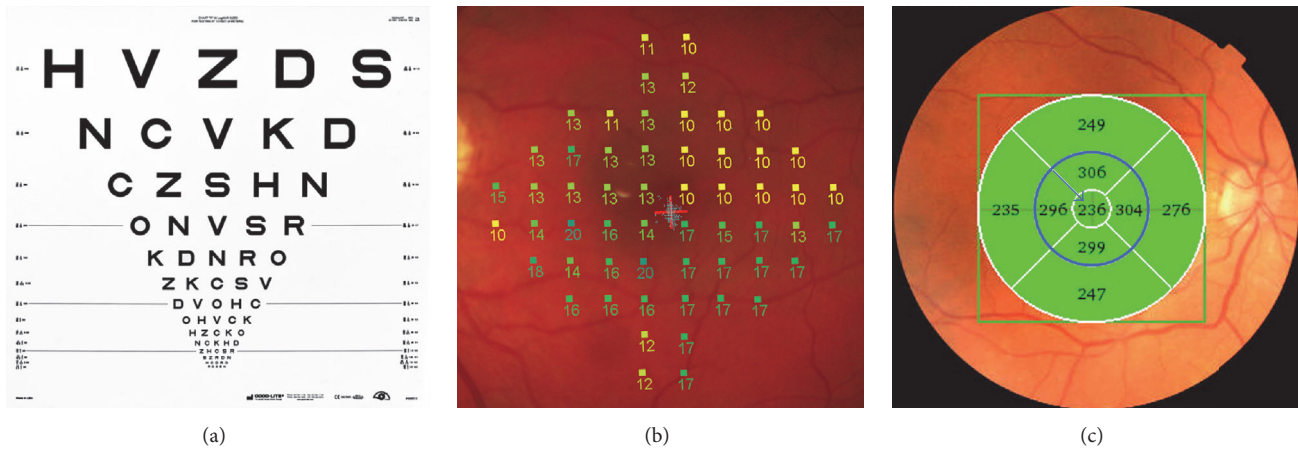 H V Z D S
N C V K D
C Z S H N
O N V S R
K D N R O
Z K C S V
D V O H C
O H V C K
H Z C K O
N C K H D
Z H C S R
S Z R D N
GOOD-LITE
(a)
11 10
13 12
13 11 13 10 10 10
13 17 13 13 10 10 10 10
15 13 13 13 13 10 10 10 10 10
10 14 20 16 14 17 15 17 13 17
18 14 16 20 17 17 17 17
16 16 16 17 17 17
12 17
12 17
(b)
249
306
235 296 236 304 276
299
247
(c)